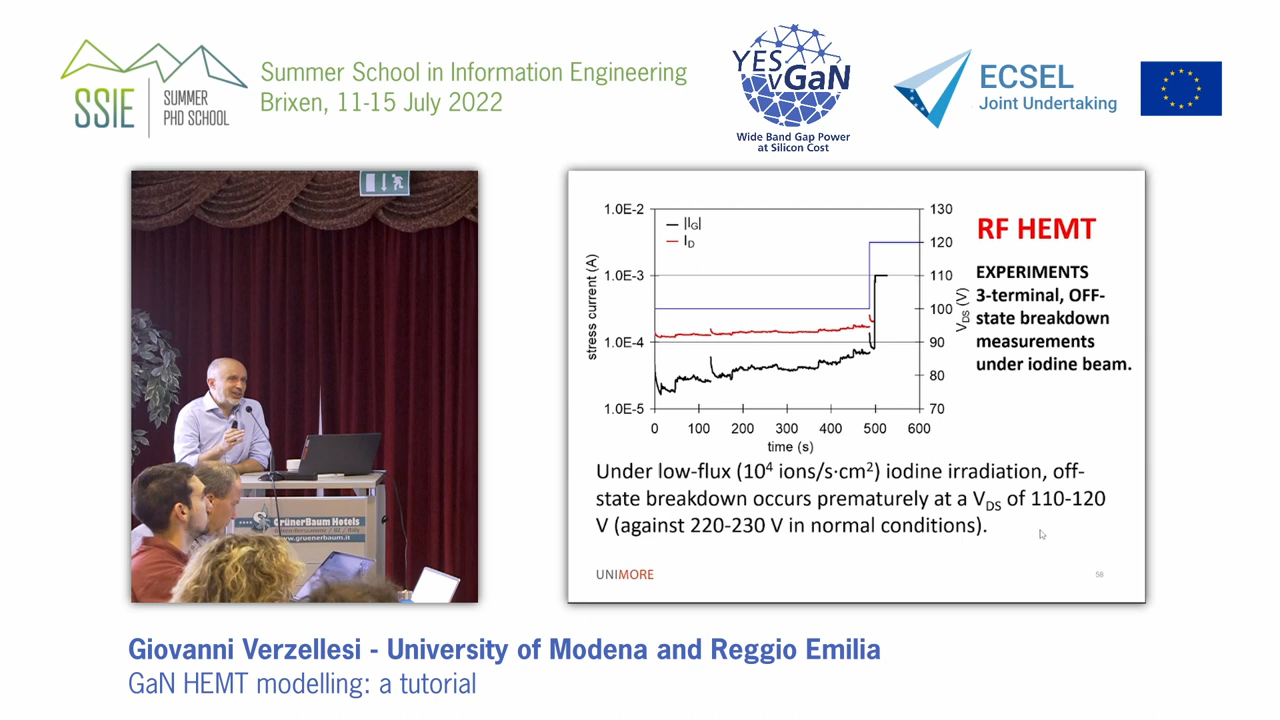 SSIE
SUMMER
PHD SCHOOL
Summer School in Information Engineering
Brixen, 11-15 July 2022
YES
vGaN
Wide Band Gap Power
at Silicon Cost
ECSEL
Joint Undertaking
GrünerBaum Hotels
www.gruenerbaum.it
1.0E-2
1.0E-3
1.0E-4
1.0E-5
stress current (A)
|IG|
ID
130
120
110
100
90
80
70
VDS (V)
0 100 200 300 400 500 600
time (s)
RF HEMT
EXPERIMENTS
3-terminal, OFF-
state breakdown
measurements
under iodine beam.
Under low-flux (10⁴ ions/s·cm²) iodine irradiation, off-
state breakdown occurs prematurely at a VDS of 110-120
V (against 220-230 V in normal conditions).
UNIMORE
58
Giovanni Verzellesi - University of Modena and Reggio Emilia
GaN HEMT modelling: a tutorial